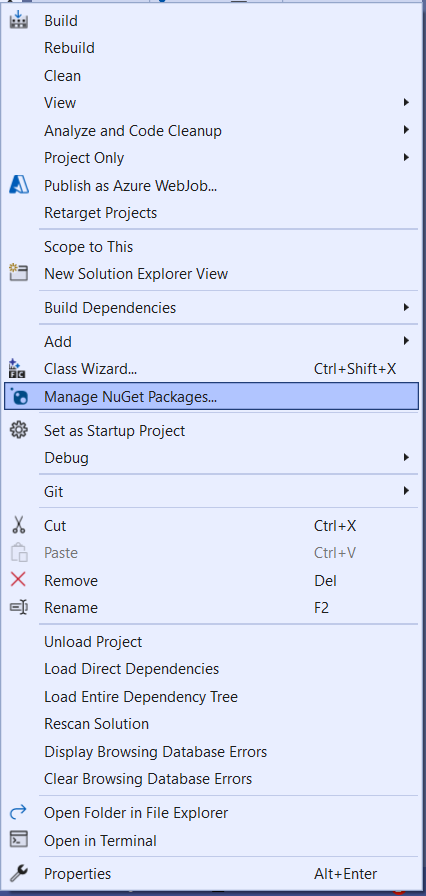 Build
Rebuild
Clean
View
Analyze and Code Cleanup
Project Only
Publish as Azure WebJob...
Retarget Projects
Scope to This
New Solution Explorer View
Build Dependencies
Add
Class Wizard... Ctrl+Shift+X
Manage NuGet Packages...
Set as Startup Project
Debug
Git
Cut Ctrl+X
Paste Ctrl+V
Remove Del
Rename F2
Unload Project
Load Direct Dependencies
Load Entire Dependency Tree
Rescan Solution
Display Browsing Database Errors
Clear Browsing Database Errors
Open Folder in File Explorer
Open in Terminal
Properties Alt+Enter